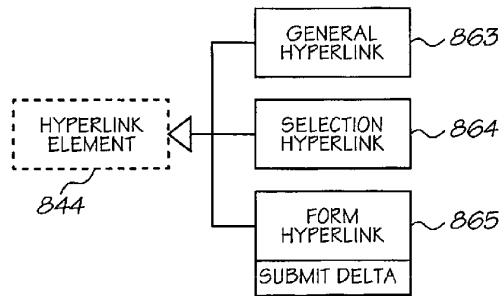 GENERAL
HYPERLINK
863
HYPERLINK
ELEMENT
844
SELECTION
HYPERLINK
864
FORM
HYPERLINK
865
SUBMIT DELTA